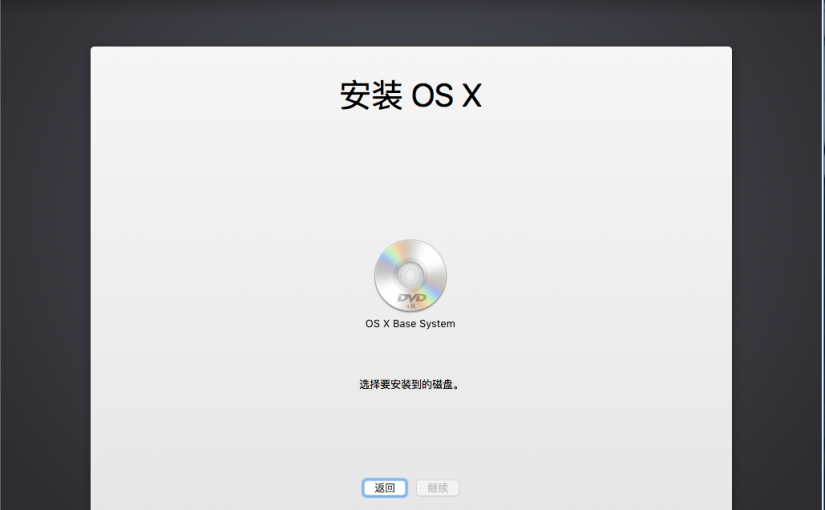 安装 OS X
DVD
+R
OS X Base System
选择要安装到的磁盘。
返回 继续